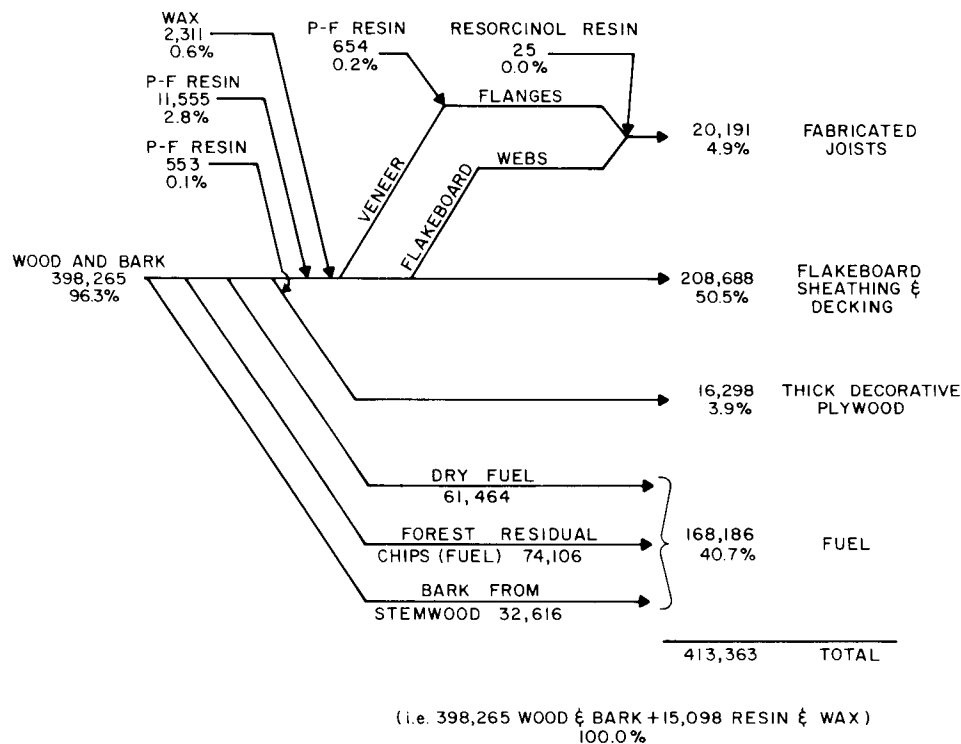 WAX
2,311
0.6%
P-F RESIN
654
0.2%
RESORCINOL RESIN
25
0.0%
P-F RESIN
11,555
2.8%
P-F RESIN
553
0.1%
FLANGES
WEBS
VENEER
FLAKEBOARD
20,191
4.9%
FABRICATED
JOISTS
WOOD AND BARK
398,265
96.3%
208,688
50.5%
FLAKEBOARD
SHEATHING &
DECKING
16,298
3.9%
THICK DECORATIVE
PLYWOOD
DRY FUEL
61,464
FOREST RESIDUAL
CHIPS (FUEL) 74,106
BARK FROM
STEMWOOD 32,616
168,186
40.7%
FUEL
413,363 TOTAL
(i.e. 398,265 WOOD & BARK + 15,098 RESIN & WAX)
100.0%